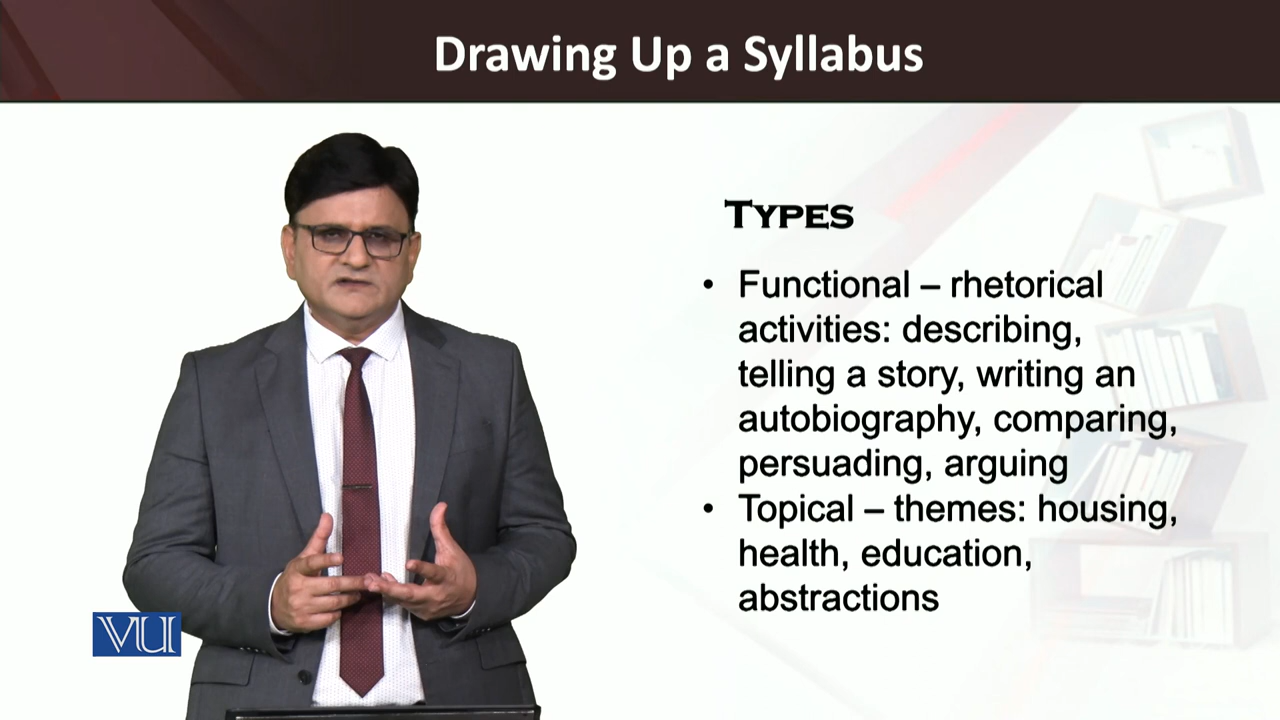 Drawing Up a Syllabus
TYPES
• Functional – rhetorical
activities: describing,
telling a story, writing an
autobiography, comparing,
persuading, arguing
• Topical – themes: housing,
health, education,
abstractions
VU